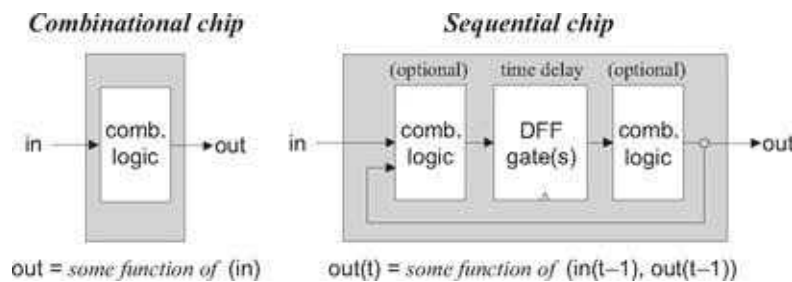 Combinational chip
comb.
logic
in
out
out = some function of (in)
Sequential chip
(optional) time delay (optional)
in
comb.
logic
DFF
gate(s)
comb.
logic
out
out(t) = some function of (in(t–1), out(t–1))